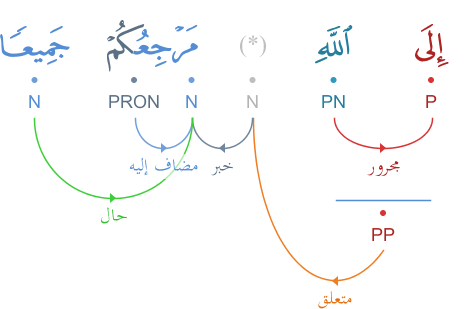 إِلَى ٱللَّهِ (*) مَرْجِعُكُمْ جَمِيعًا
P PN N N PRON N
مجرور خبر مضاف إليه
حال
PP
متعلق